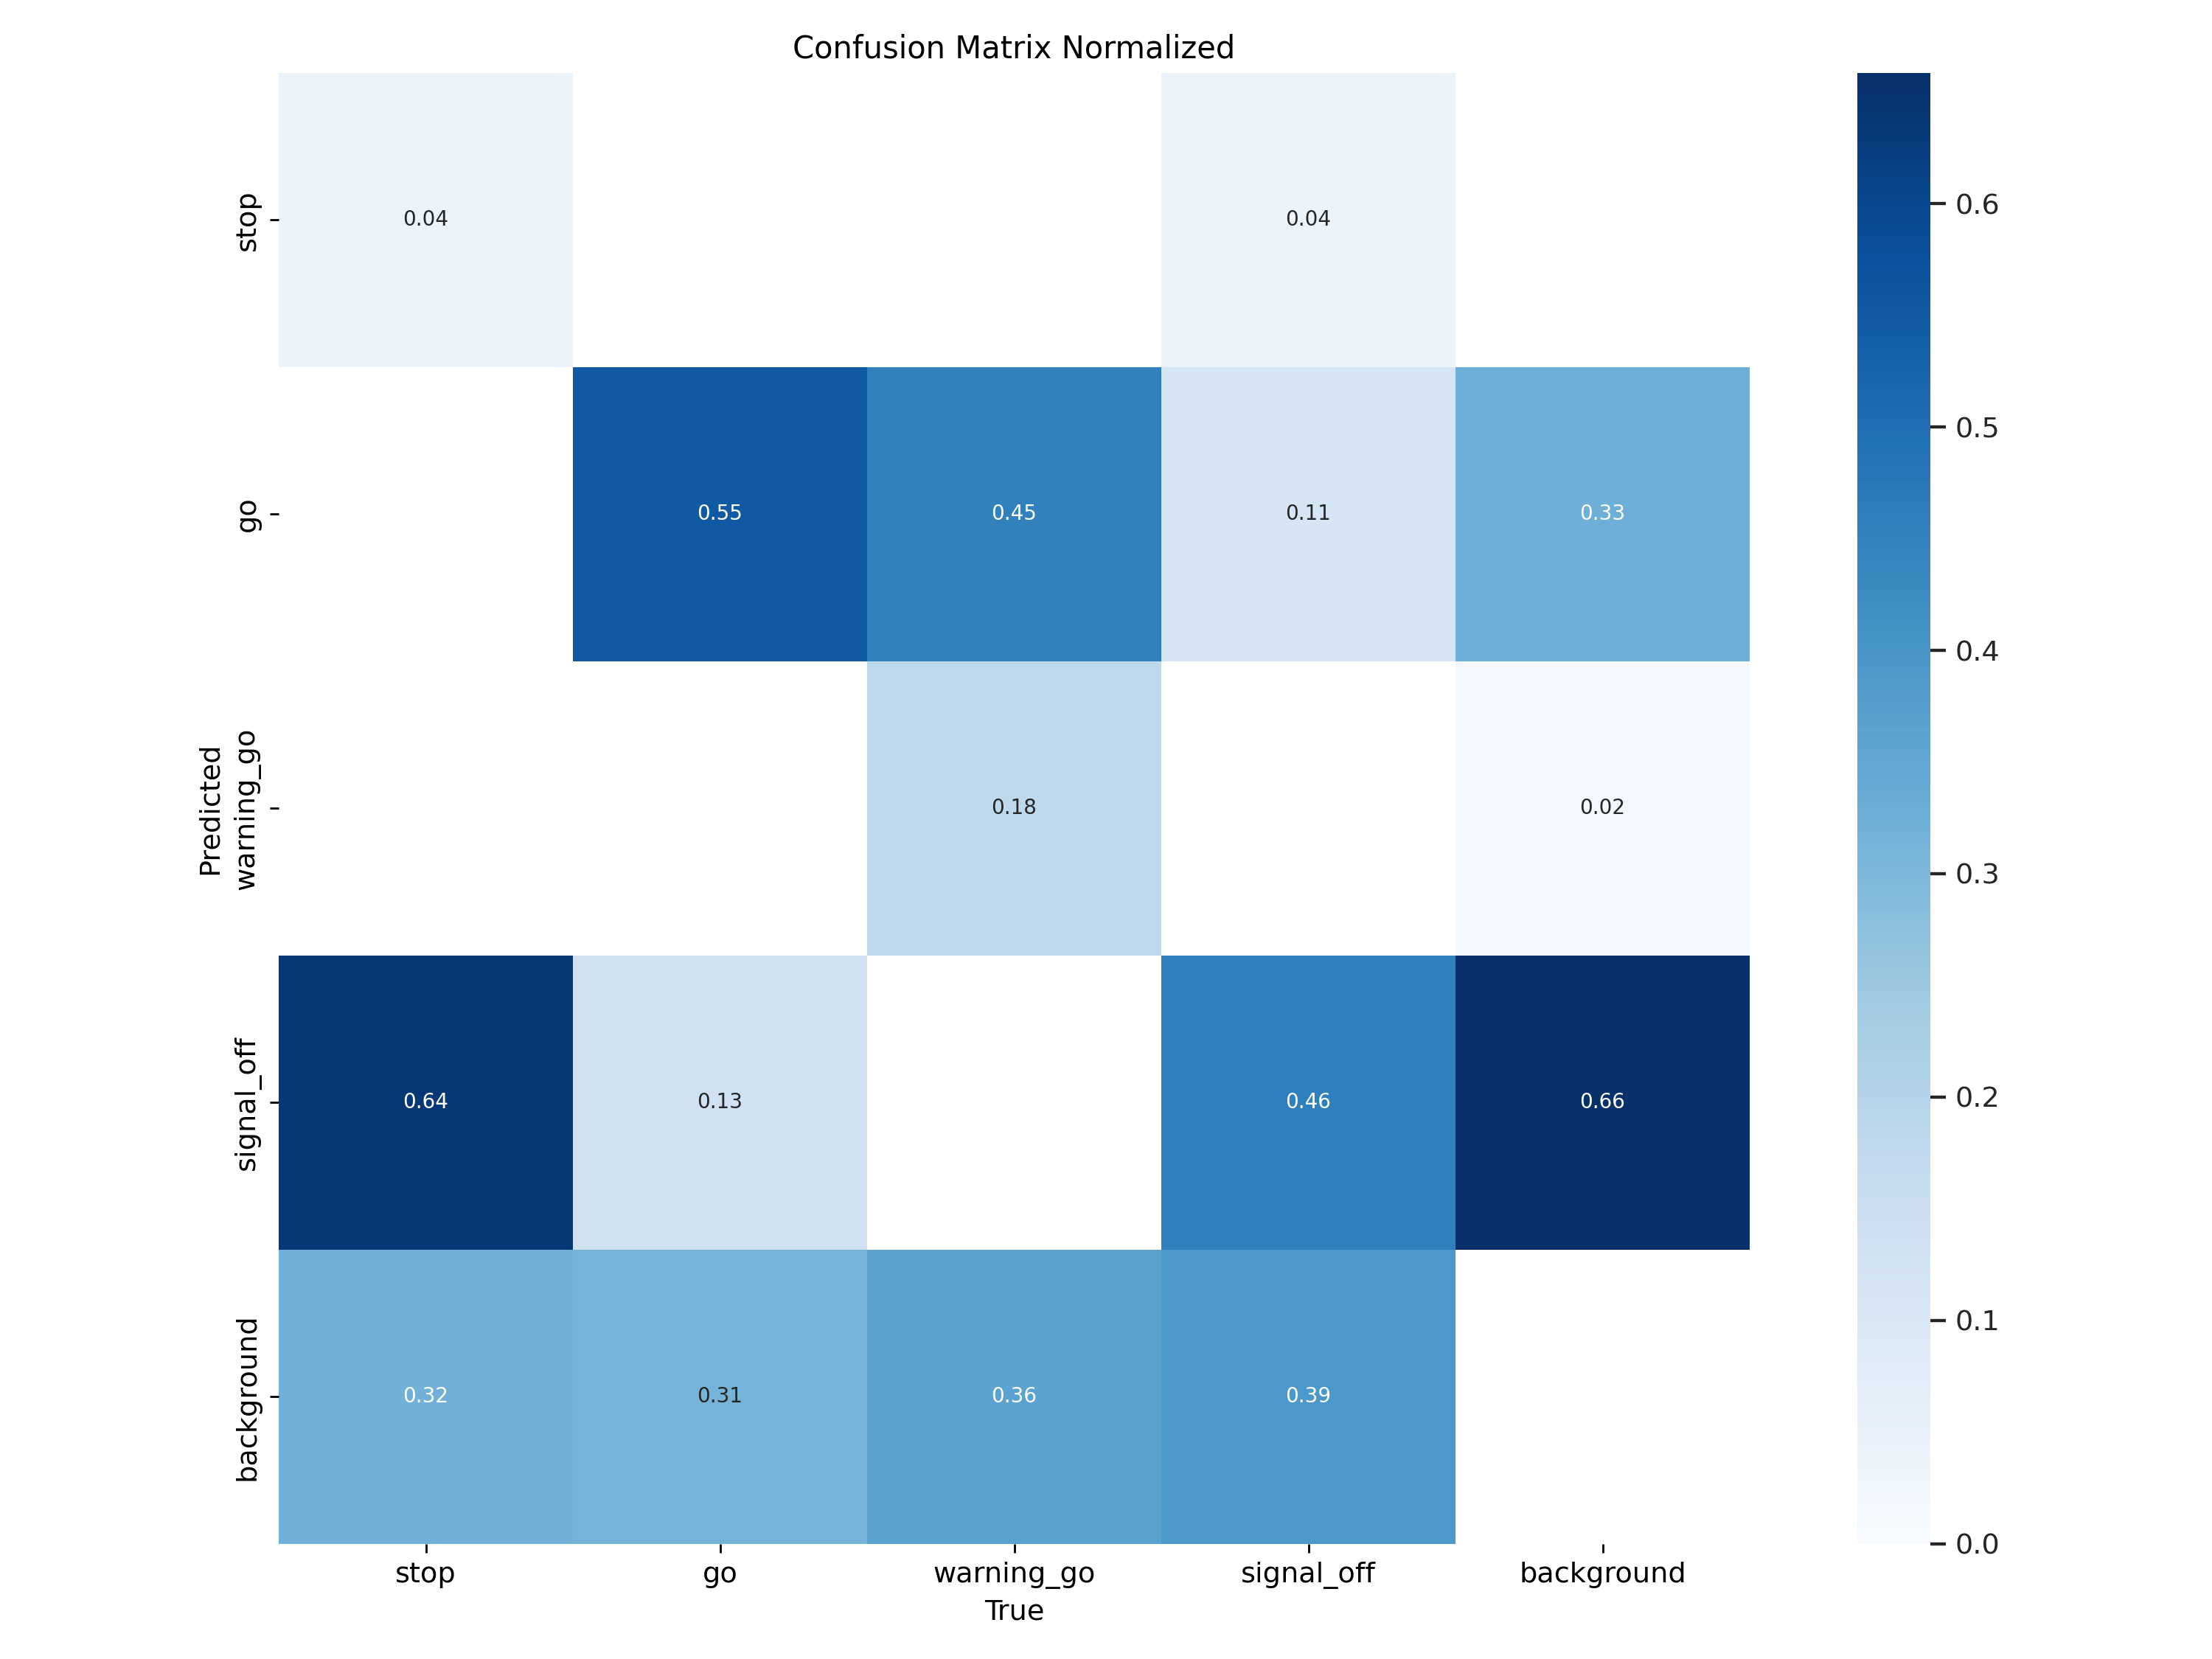 Confusion Matrix Normalized
stop
0.04
0.04
go
0.55
0.45
0.11
0.33
Predicted
warning_go
0.18
0.02
signal_off
0.64
0.13
0.46
0.66
background
0.32
0.31
0.36
0.39
stop
go
warning_go
signal_off
background
True
0.6
0.5
0.4
0.3
0.2
0.1
0.0